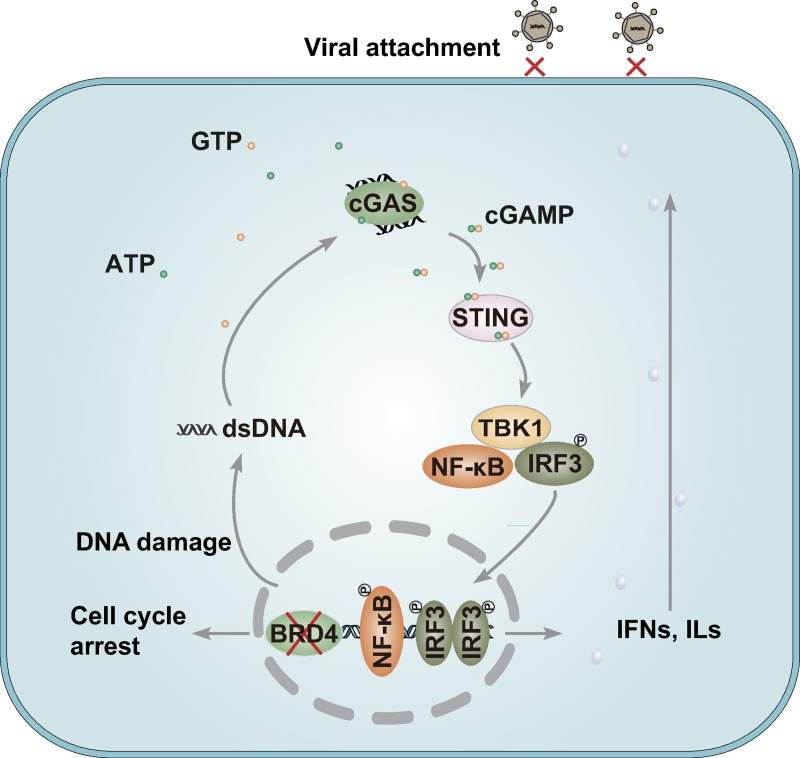 Viral attachment
GTP
cGAS
cGAMP
ATP
STING
dsDNA
TBK1
P
NF-κB
IRF3
DNA damage
P
P
P
Cell cycle
arrest
BRD4
NF-κB
IRF3
IRF3
IFNs, ILs